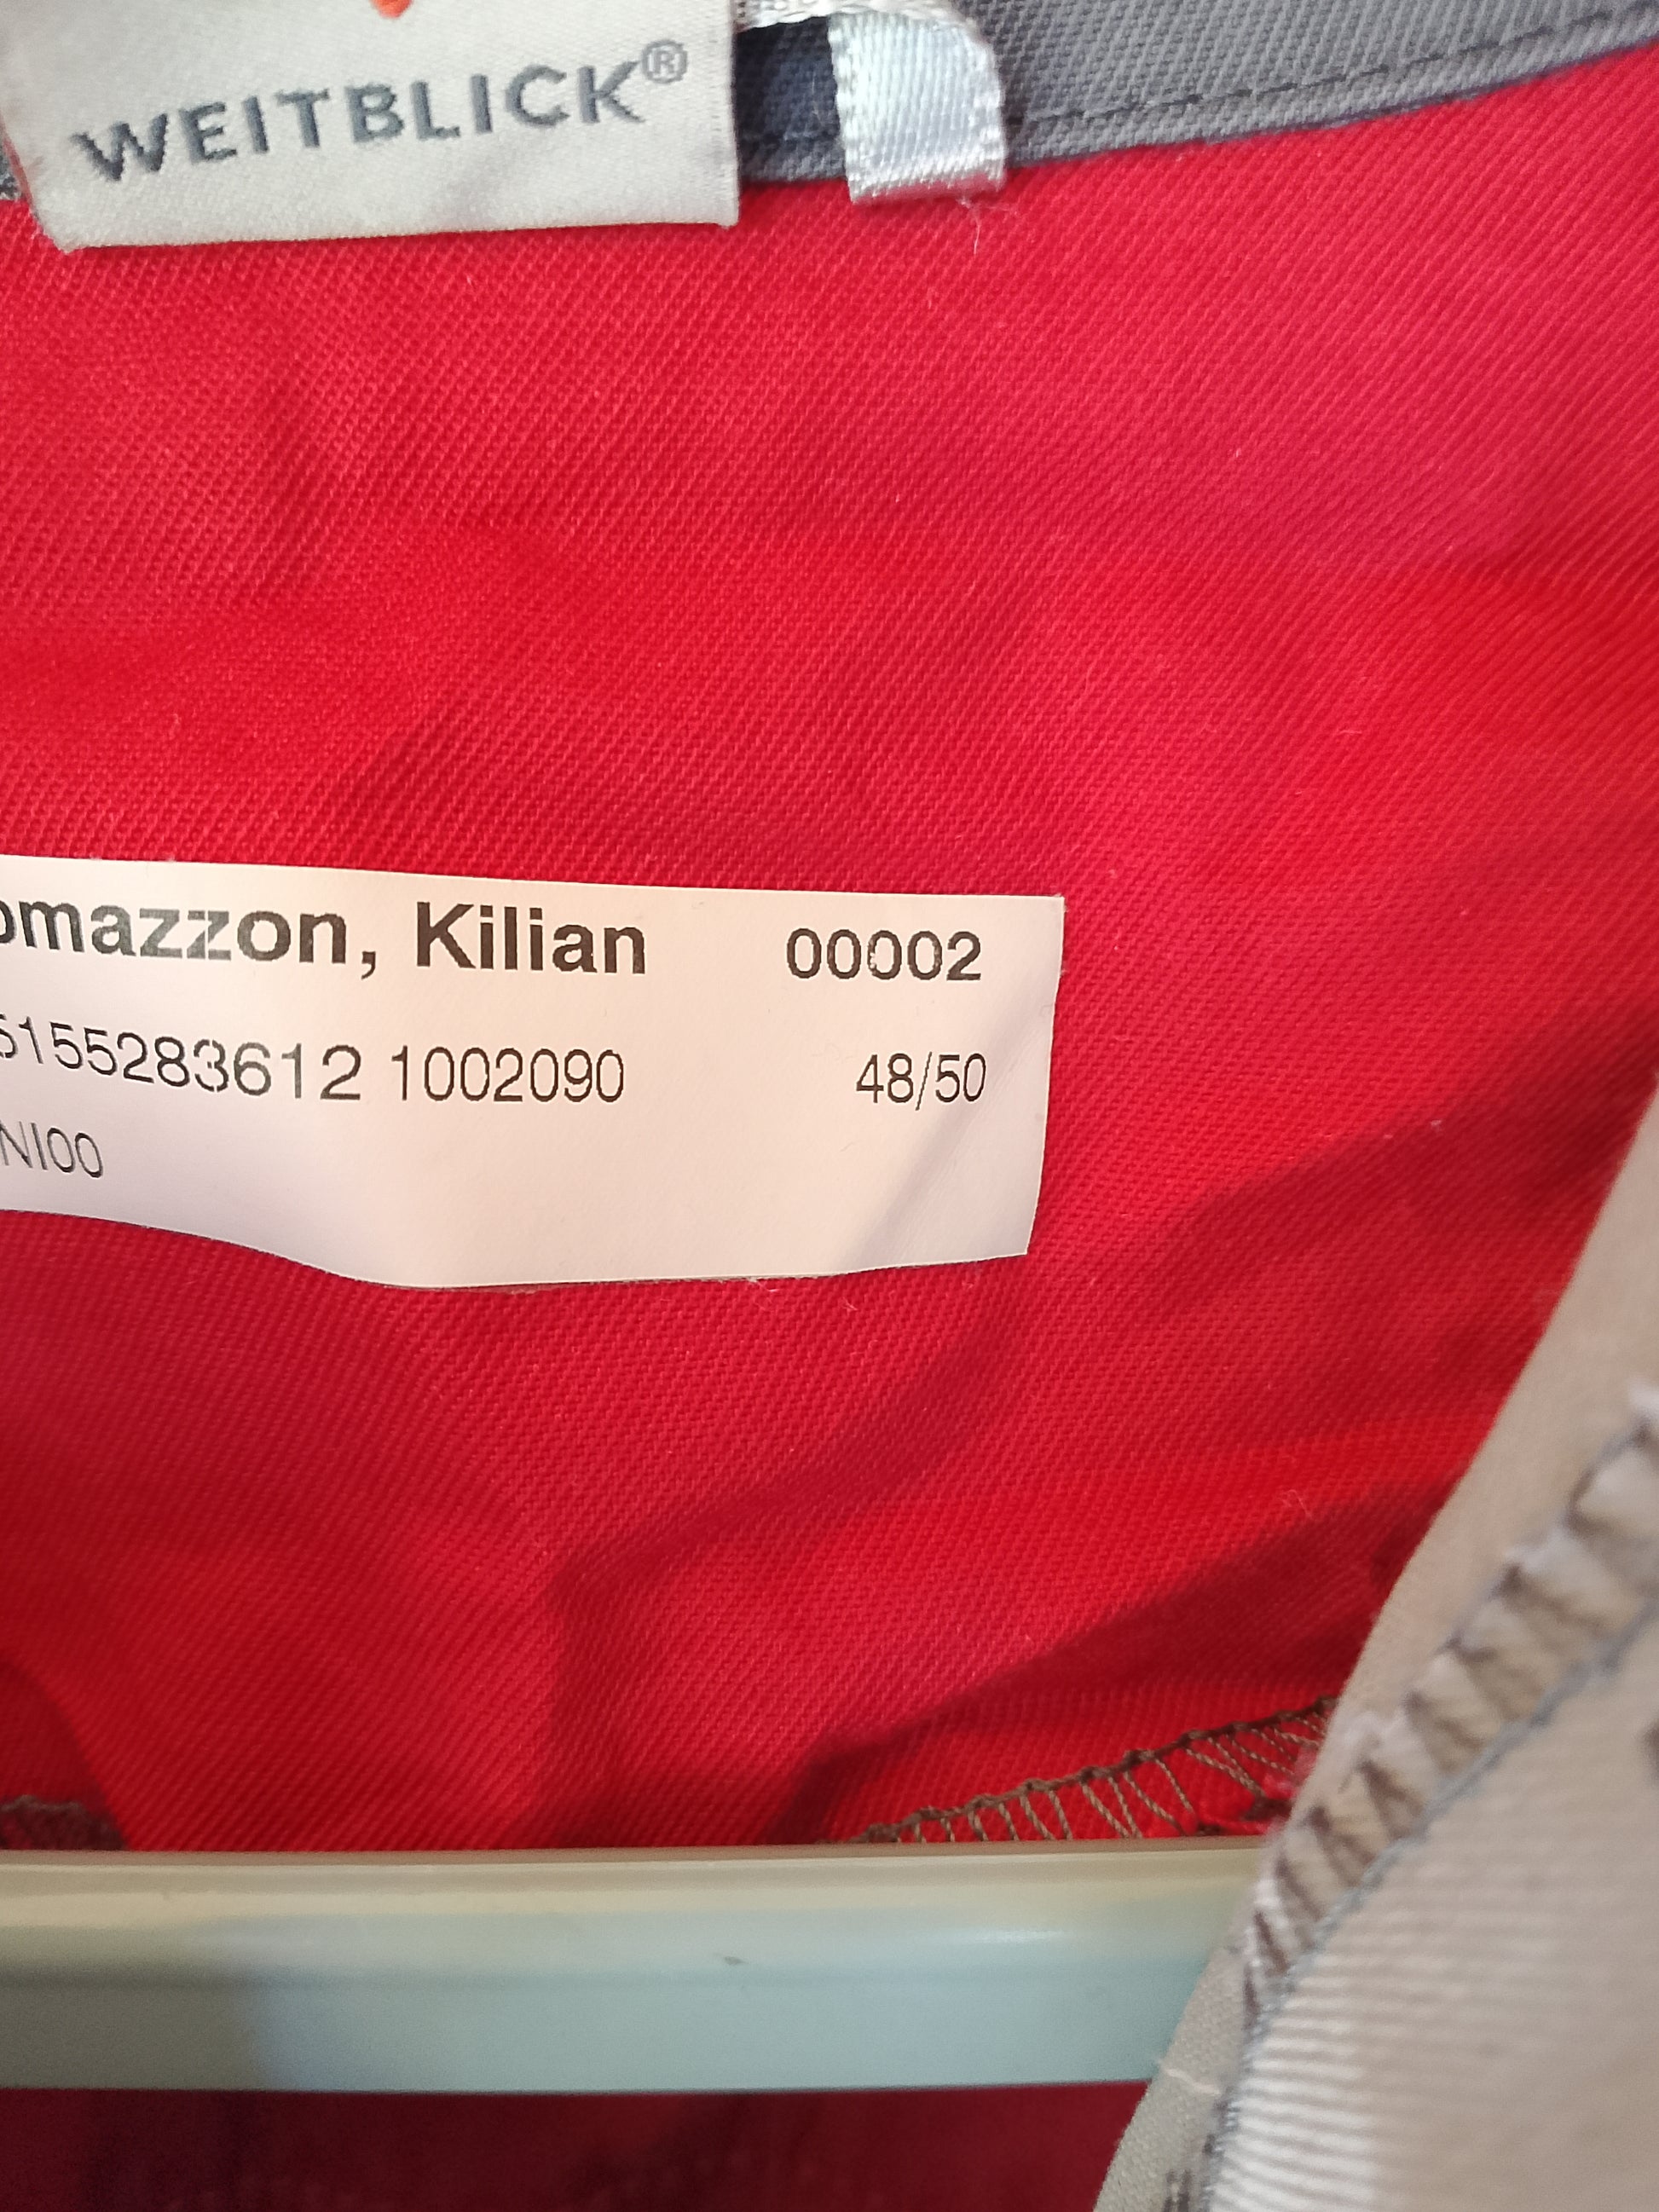 WEITBLICK®
omazzon, Kilian 00002
5155283612 1002090 48/50
NI00